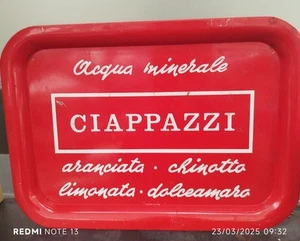 acqua minerale
CIAPPAZZI
aranciata · chinotto
limonata · dolceamaro
REDMI NOTE 13
23/03/2025 09:32